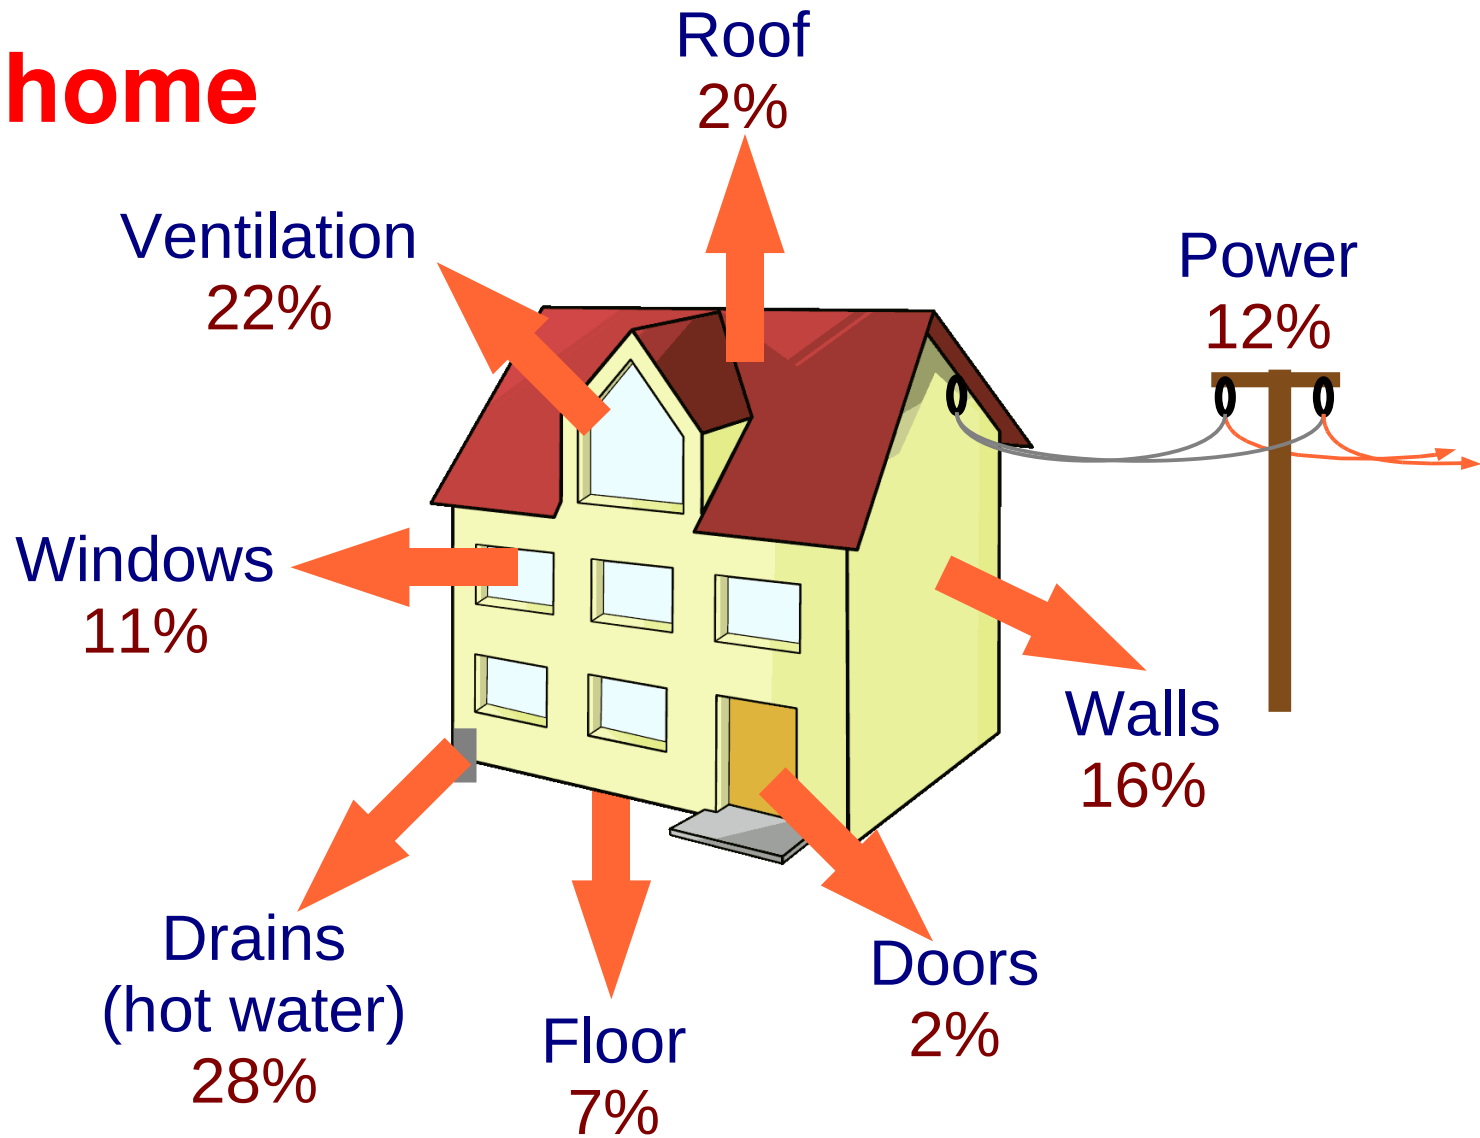 home
Roof
2%
Ventilation
22%
Power
12%
Windows
11%
Walls
16%
Drains
(hot water)
28%
Floor
7%
Doors
2%